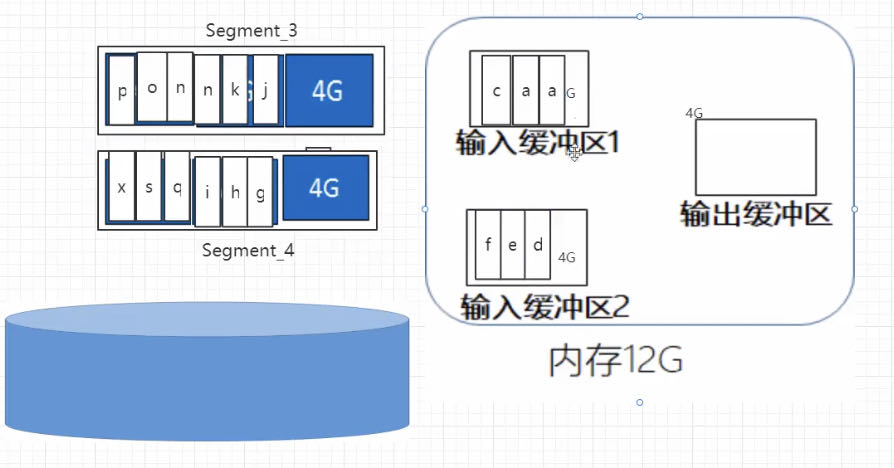 Segment_3
p o n n k j 4G
x s q i h g 4G
Segment_4
c a a G
输入缓冲区1
4G
输出缓冲区
f e d 4G
输入缓冲区2
内存12G